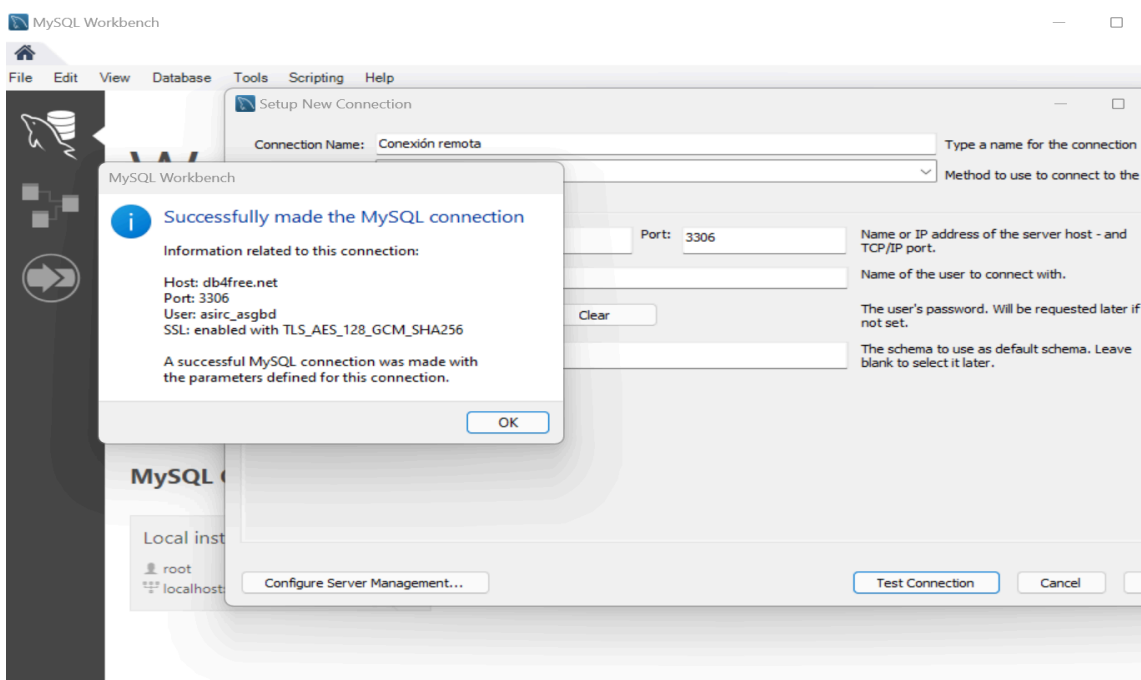 MySQL Workbench
File Edit View Database Tools Scripting Help
Setup New Connection
Connection Name: Conexión remota Type a name for the connection
Method to use to connect to the
MySQL Workbench
Successfully made the MySQL connection
Information related to this connection:
Host: db4free.net
Port: 3306
User: asirc_asgbd
SSL: enabled with TLS_AES_128_GCM_SHA256
A successful MySQL connection was made with
the parameters defined for this connection.
OK
Port: 3306 Name or IP address of the server host - and
TCP/IP port.
Name of the user to connect with.
Clear The user's password. Will be requested later if
not set.
The schema to use as default schema. Leave
blank to select it later.
MySQL
Local inst
root
localhost:
Configure Server Management... Test Connection Cancel